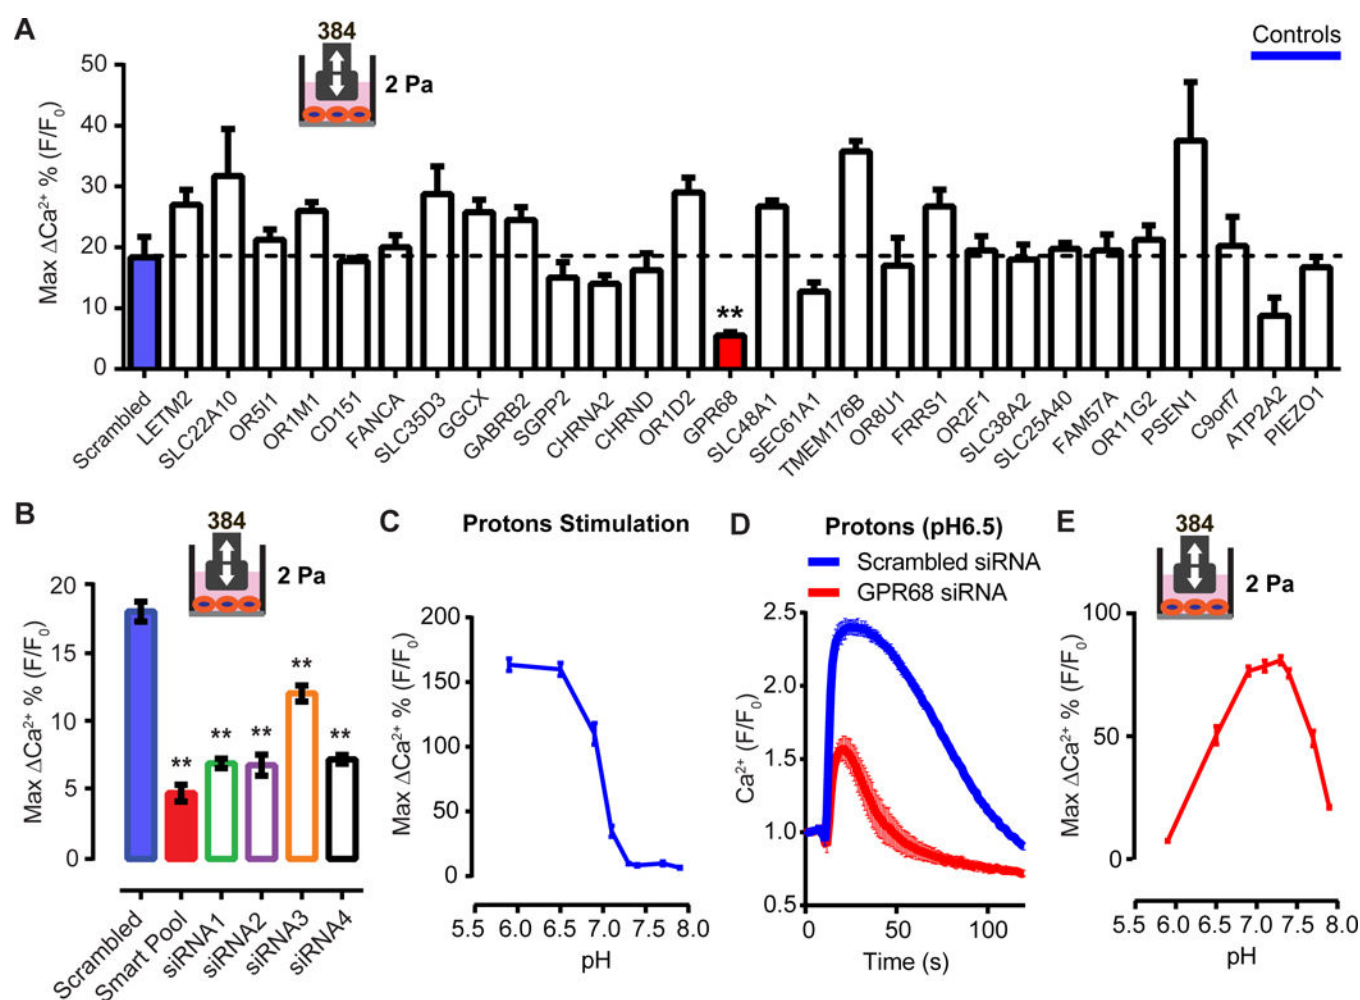 A
384
2 Pa
Controls
Max ΔCa²⁺ % (F/F₀)
50
40
30
20
10
0
**
Scrambled
LETM2
SLC22A10
OR5I1
OR1M1
CD151
FANCA
SLC35D3
GGCX
GABRB2
SGPP2
CHRNA2
CHRND
OR1D2
GPR68
SLC48A1
SEC61A1
TMEM176B
OR8U1
FRRS1
OR2F1
SLC38A2
SLC25A40
FAM57A
OR11G2
PSEN1
C9orf7
ATP2A2
PIEZO1
B
384
2 Pa
Max ΔCa²⁺ % (F/F₀)
20
15
10
5
0
**
**
**
**
**
Scrambled
Smart Pool
siRNA1
siRNA2
siRNA3
siRNA4
C
Protons Stimulation
Max ΔCa²⁺ % (F/F₀)
200
150
100
50
0
5.5
6.0
6.5
7.0
7.5
8.0
pH
D
Protons (pH6.5)
Scrambled siRNA
GPR68 siRNA
Ca²⁺ (F/F₀)
2.5
2.0
1.5
1.0
0.5
0
50
100
Time (s)
E
384
2 Pa
Max ΔCa²⁺ % (F/F₀)
100
50
0
5.5
6.0
6.5
7.0
7.5
8.0
pH